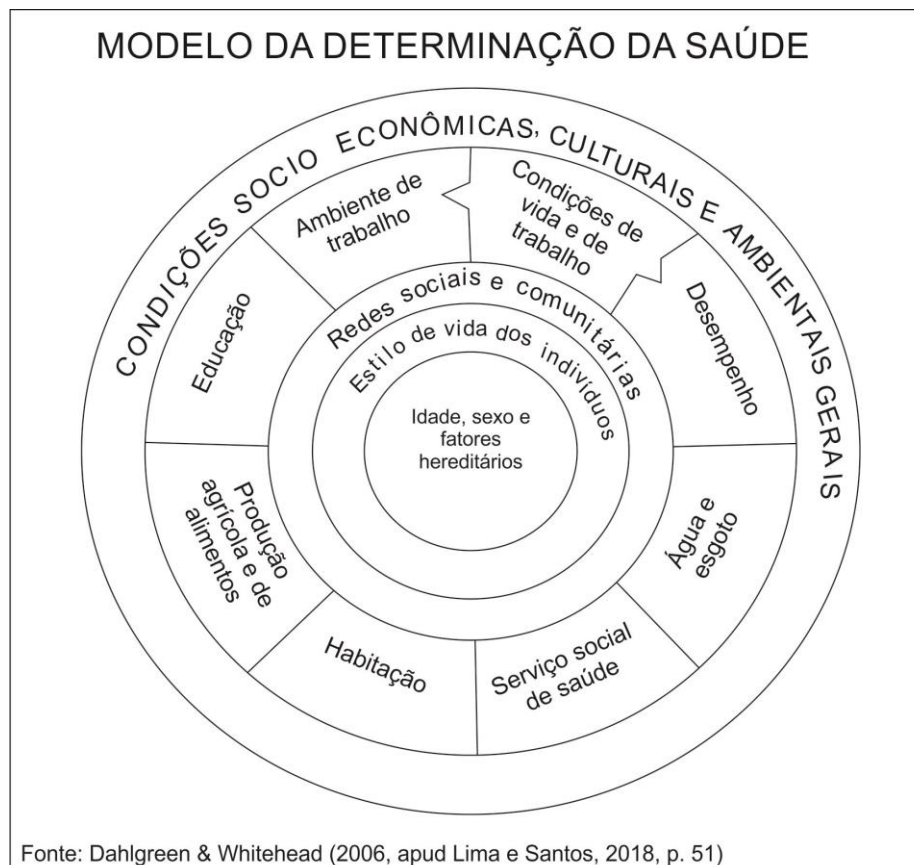 MODELO DA DETERMINAÇÃO DA SAÚDE
CONDIÇÕES SOCIO ECONÔMICAS, CULTURAIS E AMBIENTAIS GERAIS
Ambiente de
trabalho
Condições de
vida e de
trabalho
Educação
Desempenho
Redes sociais e comunitárias
Estilo de vida dos indivíduos
Idade, sexo e
fatores
hereditários
Produção
agrícola e de
alimentos
Água e
esgoto
Habitação
Serviço social
de saúde
Fonte: Dahlgreen & Whitehead (2006, apud Lima e Santos, 2018, p. 51)